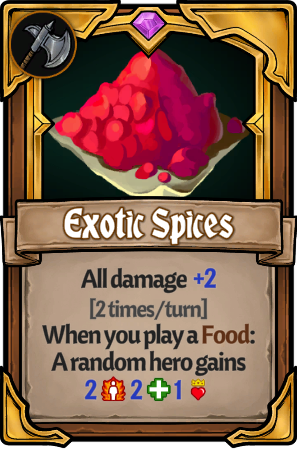 Exotic Spices
All damage +2
[2 times/turn]
When you play a Food:
A random hero gains
2 2 1